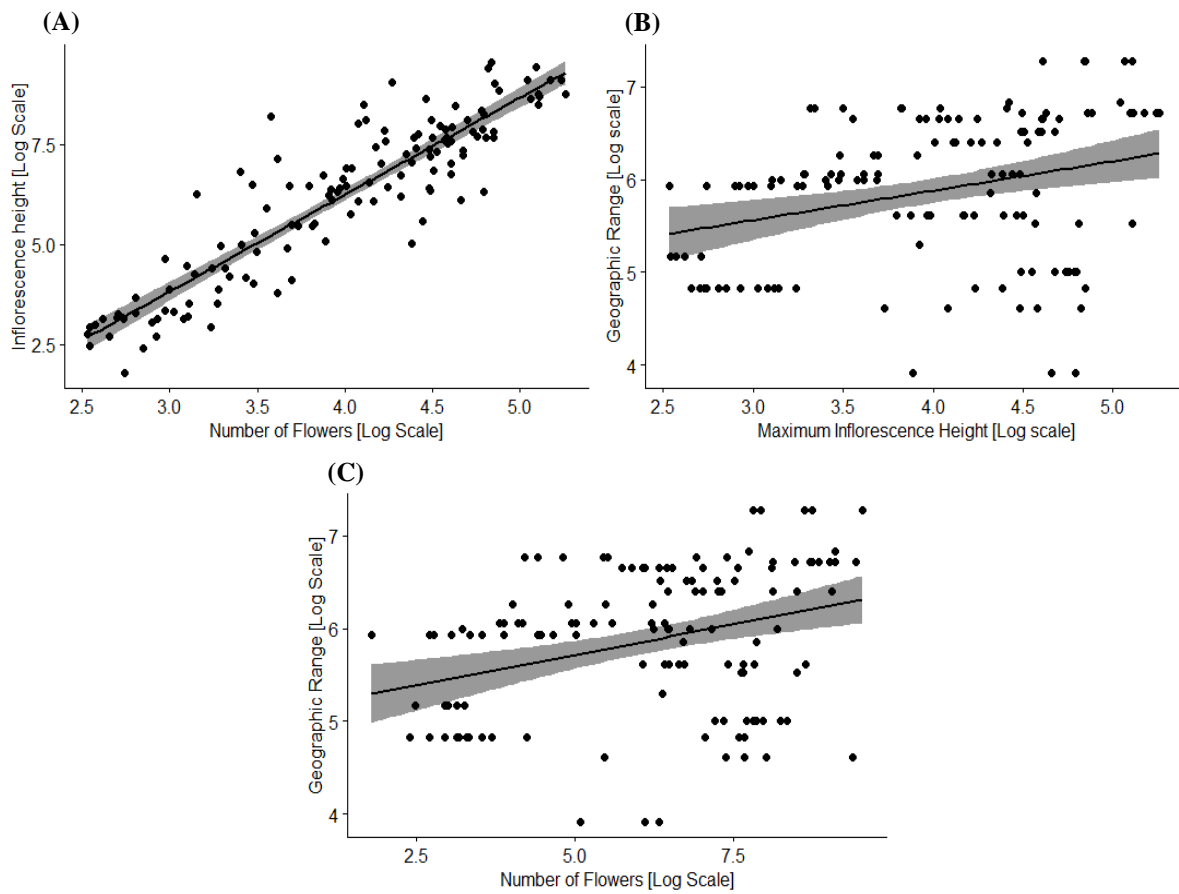 (A)
Inflorescence height [Log Scale]
7.5
5.0
2.5
2.5 3.0 3.5 4.0 4.5 5.0
Number of Flowers [Log Scale]
(B)
Geographic Range [Log scale]
7
6
5
4
2.5 3.0 3.5 4.0 4.5 5.0
Maximum Inflorescence Height [Log scale]
(C)
Geographic Range [Log Scale]
7
6
5
4
2.5 5.0 7.5
Number of Flowers [Log Scale]